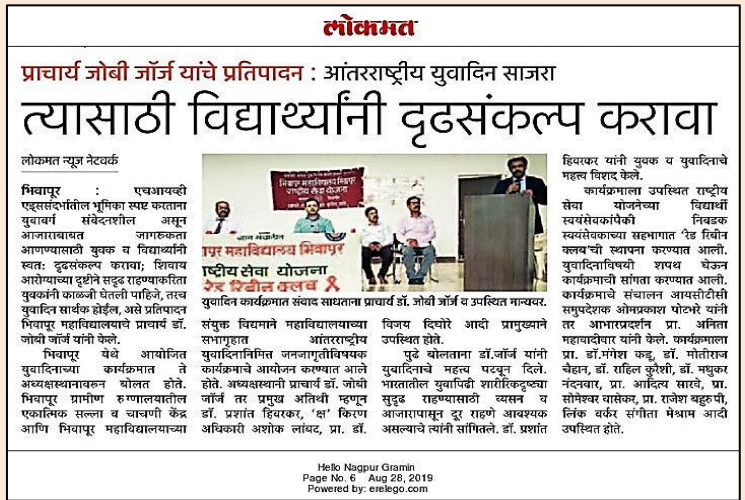 लोकमत
प्राचार्य जोबी जॉर्ज यांचे प्रतिपादन : आंतरराष्ट्रीय युवादिन साजरा
त्यासाठी विद्यार्थ्यांनी दृढसंकल्प करावा
लोकमत न्यूज नेटवर्क
भिवापूर : एचआयव्ही
एड्ससंदर्भातील भूमिका स्पष्ट करताना
युवावर्ग संवेदनशील असून
आजाराबाबत जागरुकता
आणण्यासाठी युवक व विद्यार्थ्यांनी
स्वतः दृढसंकल्प करावा; शिवाय
आरोग्याच्या दृष्टीने सदृढ राहण्याकरिता
युवकांनी काळजी घेतली पाहिजे, तरच
युवादिन सार्थक होईल, असे प्रतिपादन
भिवापूर महाविद्यालयाचे प्राचार्य डॉ.
जोबी जॉर्ज यांनी केले.
भिवापूर येथे आयोजित
युवादिनाच्या कार्यक्रमात ते
अध्यक्षस्थानावरुन बोलत होते.
भिवापूर ग्रामीण रुग्णालयातील
एकात्मिक सल्ला व चाचणी केंद्र
आणि भिवापूर महाविद्यालयाच्या
भिवापूर महाविद्यालय भिवापूर
राष्ट्रीय सेवा योजना
ापूर महाविद्यालय भिवापूर
ाष्ट्रीय सेवा योजना
रेड रिबीन क्लब
युवादिन कार्यक्रमात संवाद साधताना प्राचार्य डॉ. जोबी जॉर्ज व उपस्थित मान्यवर.
संयुक्त विद्यमाने महाविद्यालयाच्या
सभागृहात आंतरराष्ट्रीय
युवादिनानिमित्त जनजागृतीविषयक
कार्यक्रमाचे आयोजन करण्यात आले
होते. अध्यक्षस्थानी प्राचार्य डॉ. जोबी
जॉर्ज तर प्रमुख अतिथी म्हणून
डॉ. प्रशांत हिवरकर, ‘क्ष’ किरण
अधिकारी अशोक लांबट, प्रा. डॉ.
विजय दिघोरे आदी प्रामुख्याने
उपस्थित होते.
पुढे बोलताना डॉ.जॉर्ज यांनी
युवादिनाचे महत्त्व पटवून दिले.
भारतातील युवापिढी शारीरिकदृष्ट्या
सुदृढ राहण्यासाठी व्यसन व
आजारापासून दूर राहणे आवश्यक
असल्याचे त्यांनी सांगितले. डॉ. प्रशांत
हिवरकर यांनी युवक व युवादिनाचे
महत्त्व विशद केले.
कार्यक्रमाला उपस्थित राष्ट्रीय
सेवा योजनेच्या विद्यार्थी
स्वयंसेवकांपैकी निवडक
स्वयंसेवकाच्या सहभागात ‘रेड रिबीन
क्लब’ची स्थापना करण्यात आली.
युवादिनाविषयी शपथ घेऊन
कार्यक्रमाची सांगता करण्यात आली.
कार्यक्रमाचे संचालन आयसीटीसी
समुपदेशक ओमप्रकाश पोटभरे यांनी
तर आभारप्रदर्शन प्रा. अनिता
महावादीवार यांनी केले. कार्यक्रमाला
प्रा. डॉ.मंगेश कडू, डॉ. मोतीराज
चैहान, डॉ. राहिल कुरैशी, डॉ. मधुकर
नंदनवार, प्रा. आदित्य सारवे, प्रा.
सोमेश्वर वासेकर, प्रा. राजेश बहुरुपी,
लिंक वर्कर संगीता मेश्राम आदी
उपस्थित होते.
Hello Nagpur Gramin
Page No. 6 Aug 28, 2019
Powered by: erelego.com